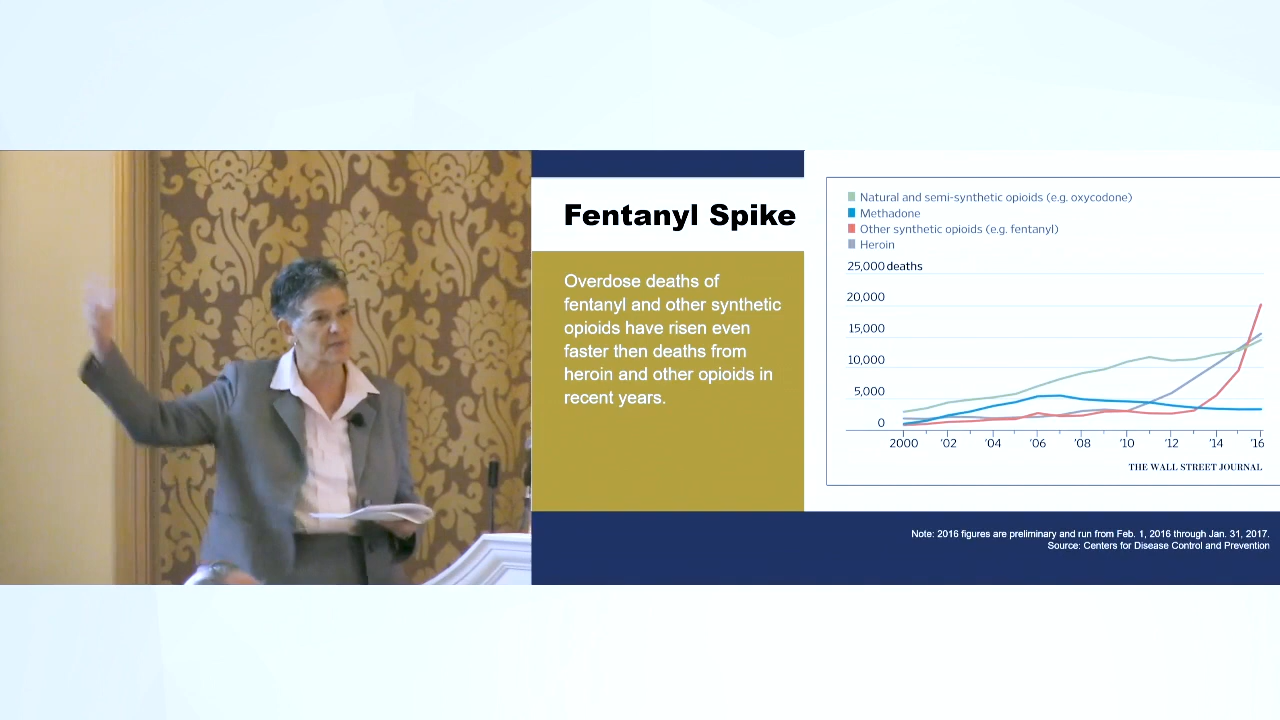 Fentanyl Spike
Overdose deaths of
fentanyl and other synthetic
opioids have risen even
faster then deaths from
heroin and other opioids in
recent years.
Natural and semi-synthetic opioids (e.g. oxycodone)
Methadone
Other synthetic opioids (e.g. fentanyl)
Heroin
25,000 deaths
20,000
15,000
10,000
5,000
0
2000 '02 '04 '06 '08 '10 '12 '14 '16
THE WALL STREET JOURNAL
Note: 2016 figures are preliminary and run from Feb. 1, 2016 through Jan. 31, 2017.
Source: Centers for Disease Control and Prevention